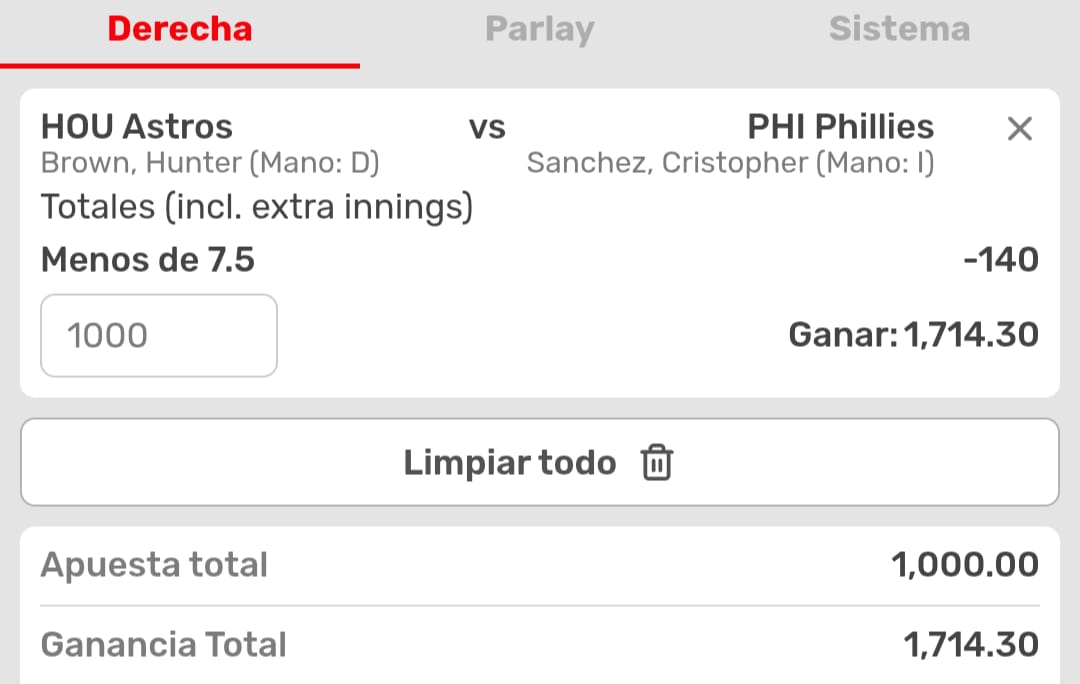 Derecha Parlay Sistema
HOU Astros vs PHI Phillies
Brown, Hunter (Mano: D) Sanchez, Cristopher (Mano: I)
Totales (incl. extra innings)
Menos de 7.5 -140
1000 Ganar: 1,714.30
Limpiar todo
Apuesta total 1,000.00
Ganancia Total 1,714.30